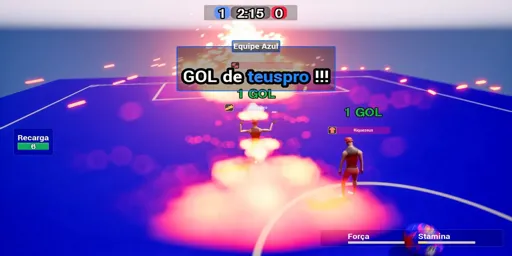 1 2:15 0
Equipe Azul
GOL de teuspro !!!
1 GOL
1 GOL
Recarga
6
Força
Stamina